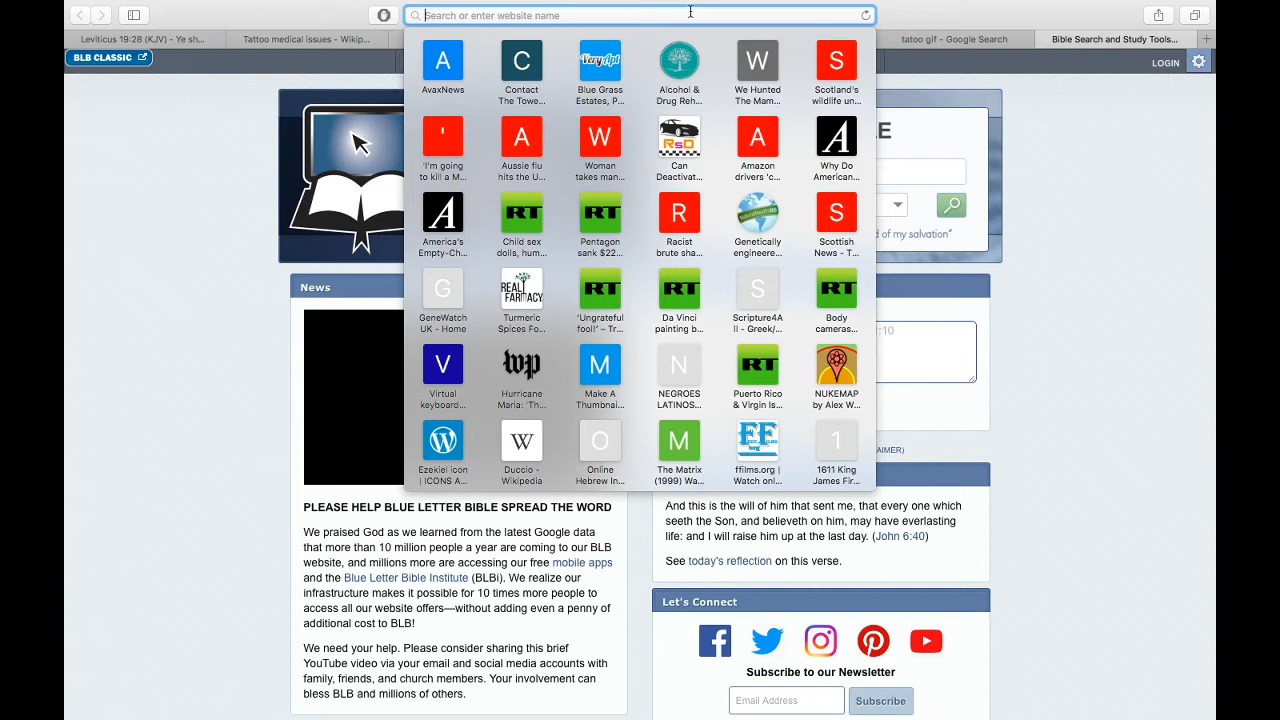 Search or enter website name
Leviticus 19:28 (KJV) - Ye sh...
Tattoo medical issues - Wikip...
tatoo gif - Google Search
Bible Search and Study Tools...
BLB CLASSIC
LOGIN
A
C
VeryApt
W
S
AvaxNews
Contact The Towe...
Blue Grass Estates, P...
Alcohol & Drug Reh...
We Hunted The Mam...
Scotland's wildlife un...
'
A
W
RSD
A
A
'I'm going to kill a M...
Aussie flu hits the U...
Woman takes man...
Can Deactivat...
Amazon drivers 'c...
Why Do American...
A
RT
RT
R
S
America's Empty-Ch...
Child sex dolls, hum...
Pentagon sank $22...
Racist brute sha...
Genetically engineere...
Scottish News - T...
G
REAL FARMACY
RT
RT
S
RT
GeneWatch UK - Home
Turmeric Spices Fo...
'Ungrateful fool!' – Tr...
Da Vinci painting b...
Scripture4A ll - Greek/...
Body cameras...
V
wp
M
N
RT
Virtual keyboard...
Hurricane Maria: 'Th...
Make A Thumbnai...
NEGROES LATINOS...
Puerto Rico & Virgin Is...
NUKEMAP by Alex W...
W
W
O
M
FF
1
Ezekiel icon | ICONS A...
Duccio - Wikipedia
Online Hebrew In...
The Matrix (1999) Wa...
ffilms.org | Watch onl...
1611 King James Fir...
E
d of my salvation"
:10
AIMER)
News
PLEASE HELP BLUE LETTER BIBLE SPREAD THE WORD
We praised God as we learned from the latest Google data
that more than 10 million people a year are coming to our BLB
website, and millions more are accessing our free mobile apps
and the Blue Letter Bible Institute (BLBi). We realize our
infrastructure makes it possible for 10 times more people to
access all our website offers—without adding even a penny of
additional cost to BLB!
We need your help. Please consider sharing this brief
YouTube video via your email and social media accounts with
family, friends, and church members. Your involvement can
bless BLB and millions of others.
And this is the will of him that sent me, that every one which
seeth the Son, and believeth on him, may have everlasting
life: and I will raise him up at the last day. (John 6:40)
See today's reflection on this verse.
Let's Connect
Subscribe to our Newsletter
Email Address
Subscribe